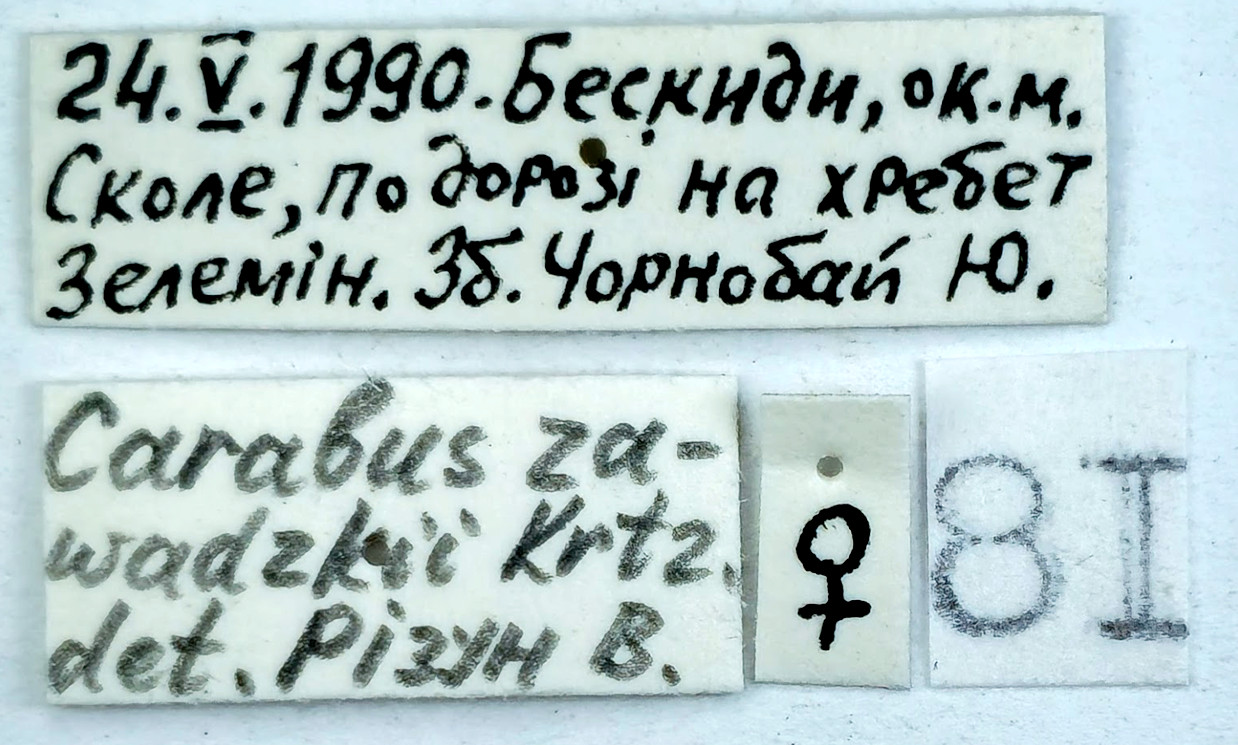 24.V.1990. Бескиди, ок.м.
Сколе, по дорозі на хребет
Зелемін. Зб. Чорнобай Ю.
Carabus za-
wadzkii Krtz.
det. Різун В.
♀
8I